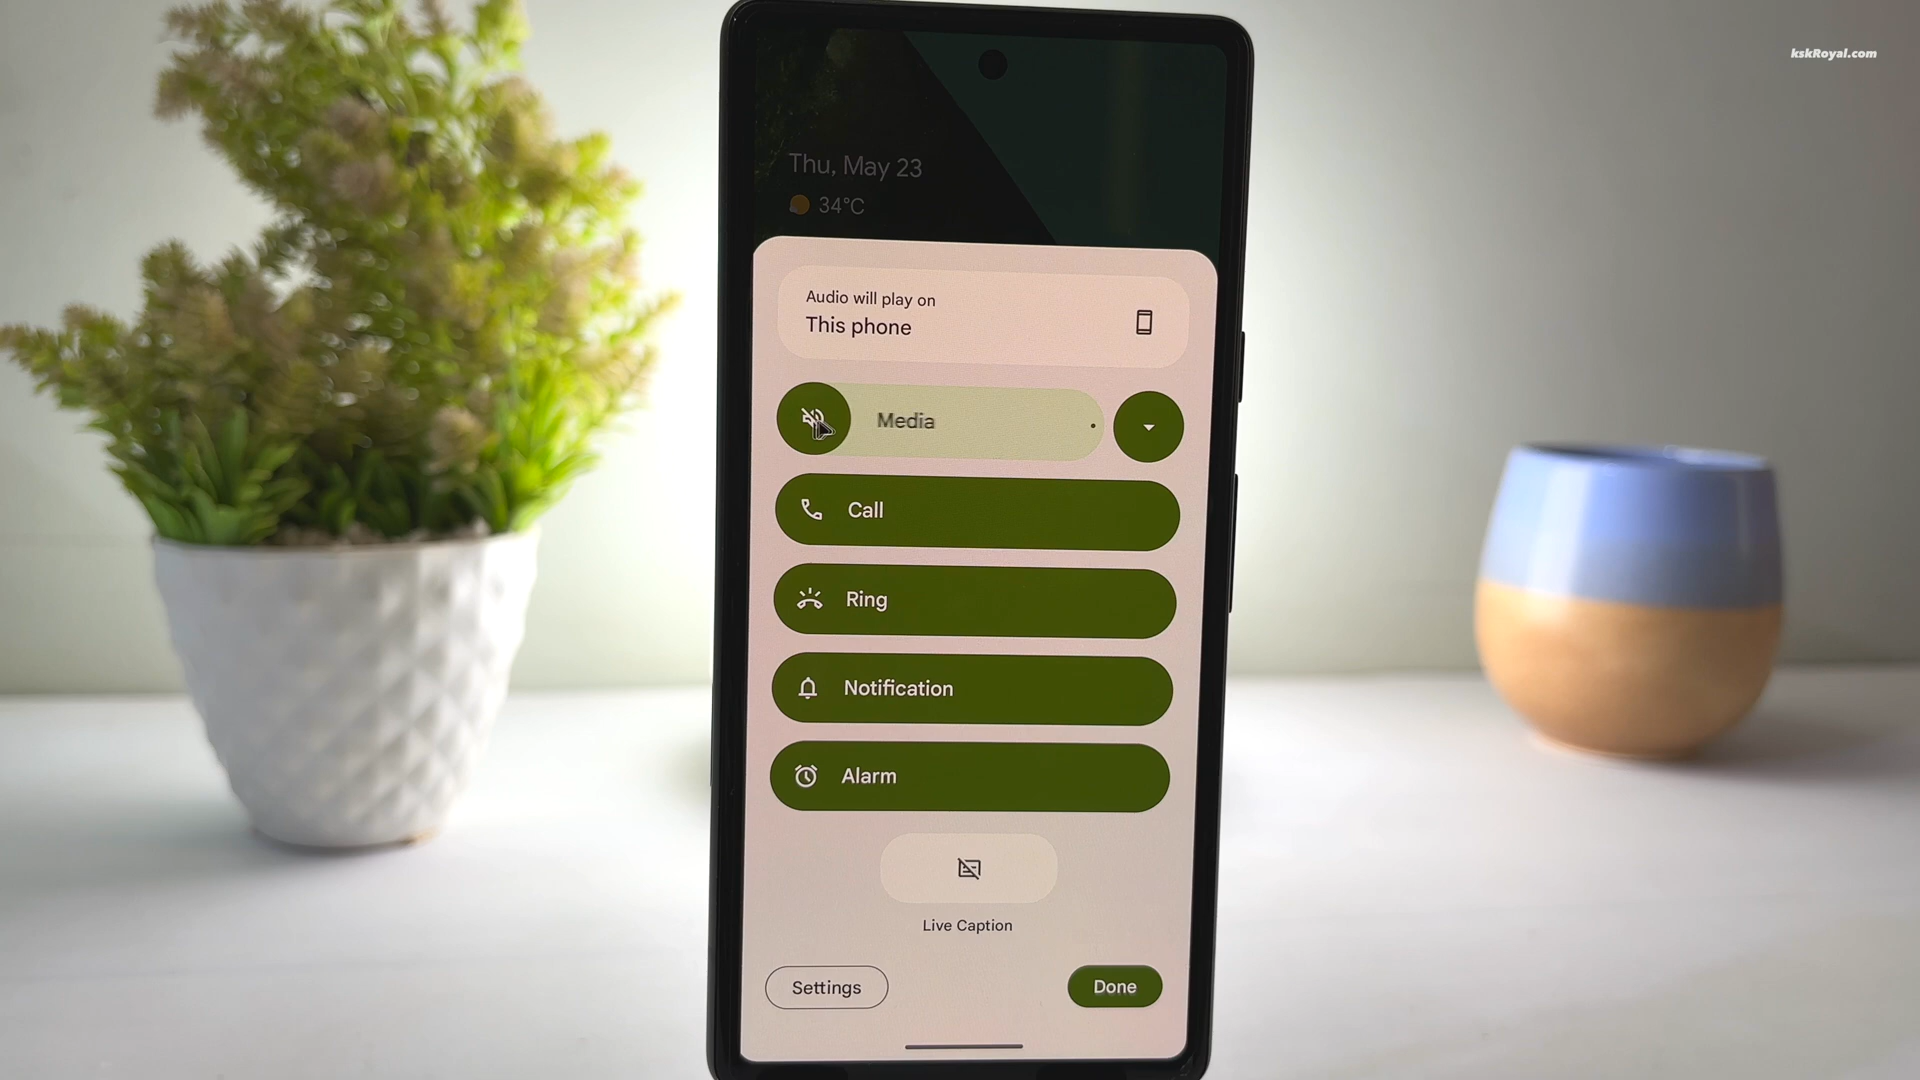 kskRoyal.com
Thu, May 23
34°C
Audio will play on
This phone
Media
Call
Ring
Notification
Alarm
Live Caption
Settings
Done